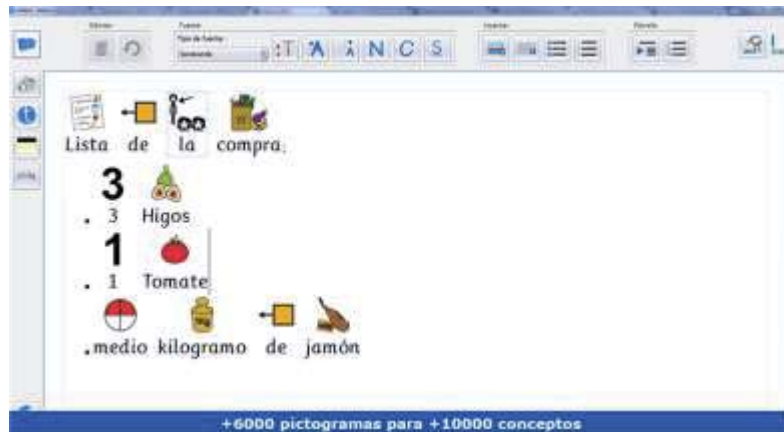 Lista de la compra.
3
. 3 Higos
1
. 1 Tomate
.medio kilogramo de jamón
+6000 pictogramas para +10000 conceptos